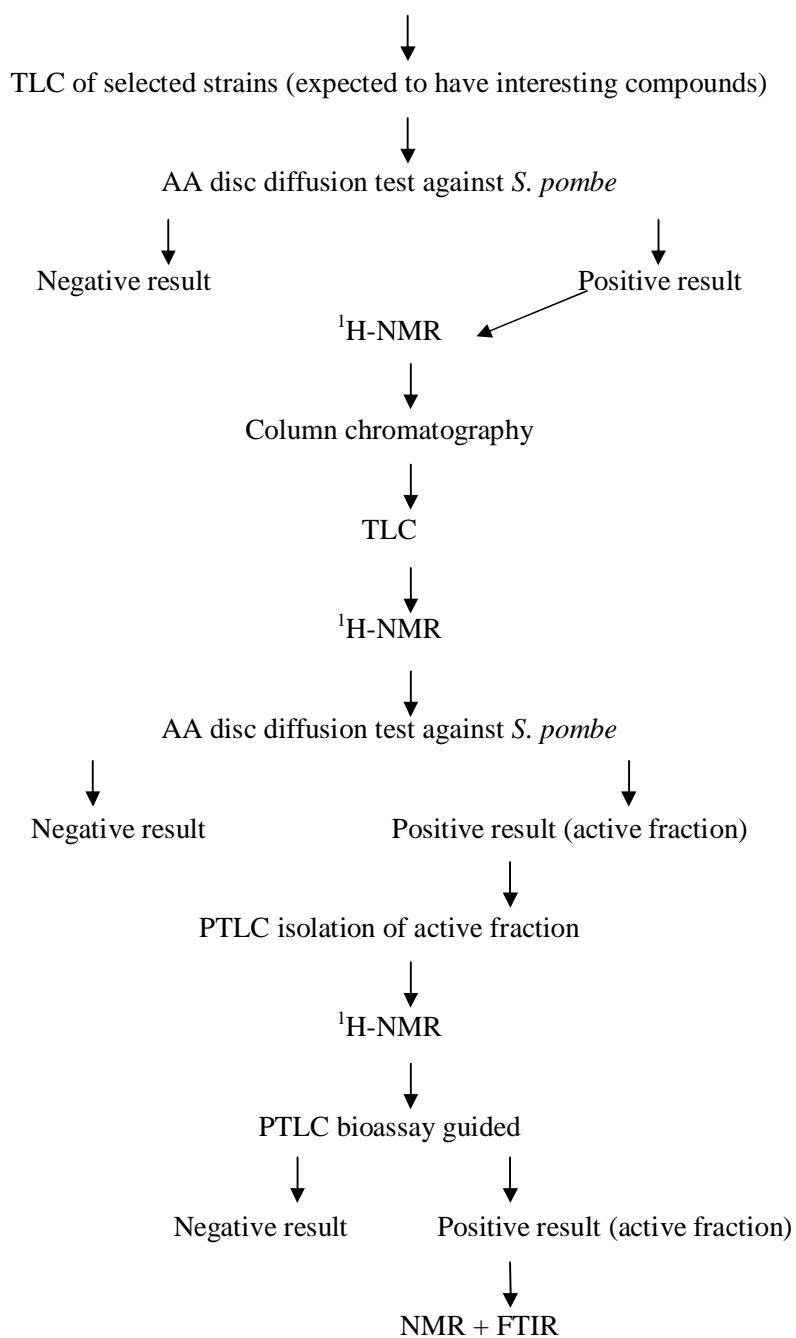 TLC of selected strains (expected to have interesting compounds)
AA disc diffusion test against S. pombe
Negative result Positive result
¹H-NMR
Column chromatography
TLC
¹H-NMR
AA disc diffusion test against S. pombe
Negative result Positive result (active fraction)
PTLC isolation of active fraction
¹H-NMR
PTLC bioassay guided
Negative result Positive result (active fraction)
NMR + FTIR